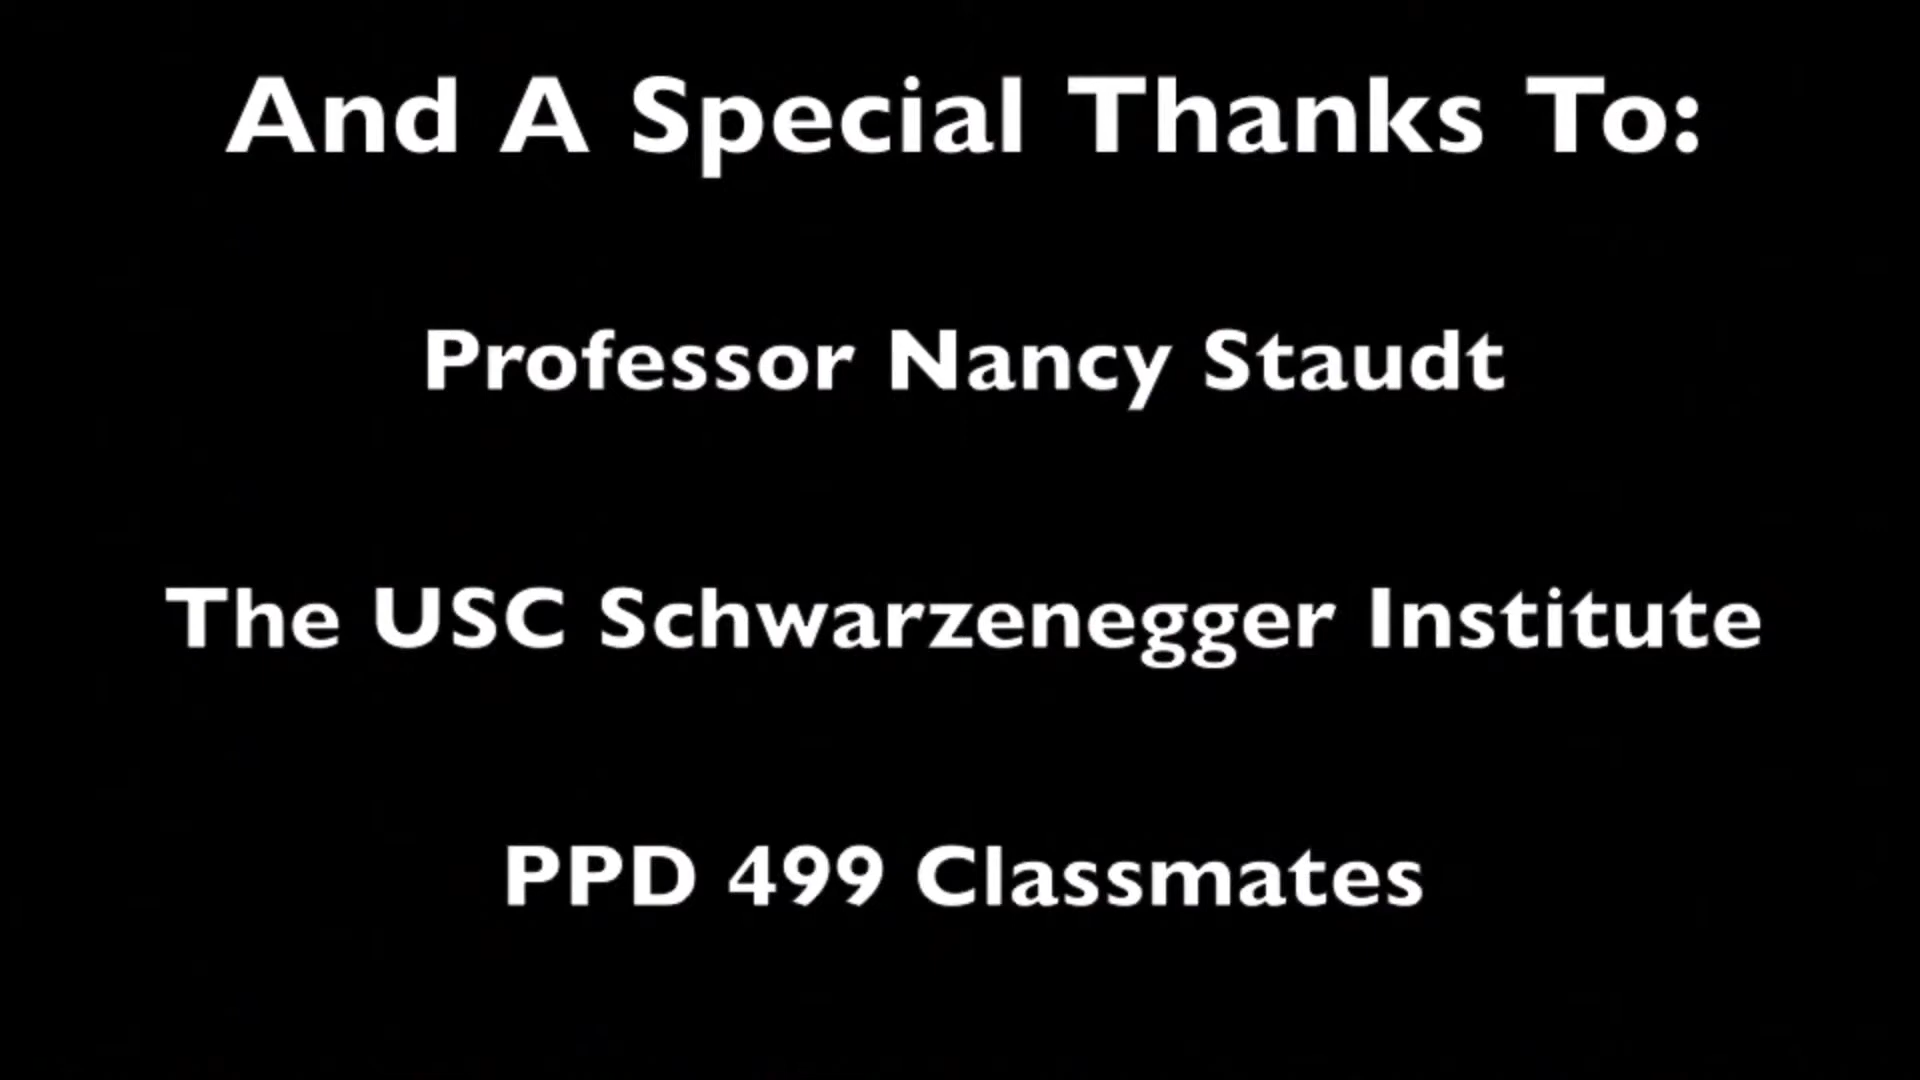 And A Special Thanks To:
Professor Nancy Staudt
The USC Schwarzenegger Institute
PPD 499 Classmates